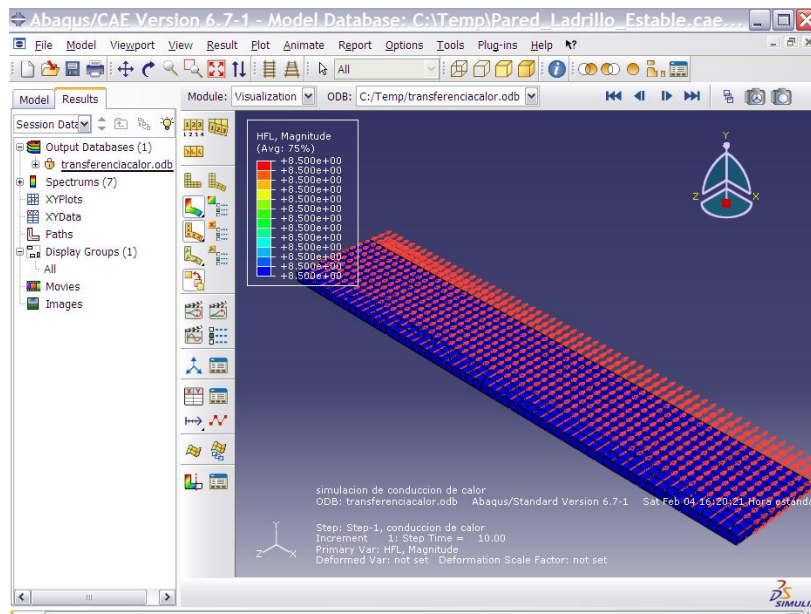 Abaqus/CAE Version 6.7-1 - Model Database: C:\Temp\Pared_Ladrillo_Estable.cae...
File Model Viewport View Result Plot Animate Report Options Tools Plug-ins Help
All
Model Results
Module: Visualization ODB: C:/Temp/transferenciacalor.odb
Session Data
Output Databases (1)
transferenciacalor.odb
Spectrums (7)
XYPlots
XYData
Paths
Display Groups (1)
All
Movies
Images
HFL, Magnitude
(Avg: 75%)
+8.500e+00
+8.500e+00
+8.500e+00
+8.500e+00
+8.500e+00
+8.500e+00
+8.500e+00
+8.500e+00
+8.500e+00
+8.500e+00
+8.500e+00
+8.500e+00
+8.500e+00
Y
Z X
simulacion de conduccion de calor
ODB: transferenciacalor.odb Abaqus/Standard Version 6.7-1 Sat Feb 04 16:20:21 Hora estánda
Y
Z X
Step: Step-1, conduccion de calor
Increment 1: Step Time = 10.00
Primary Var: HFL, Magnitude
Deformed Var: not set Deformation Scale Factor: not set
SIMULI